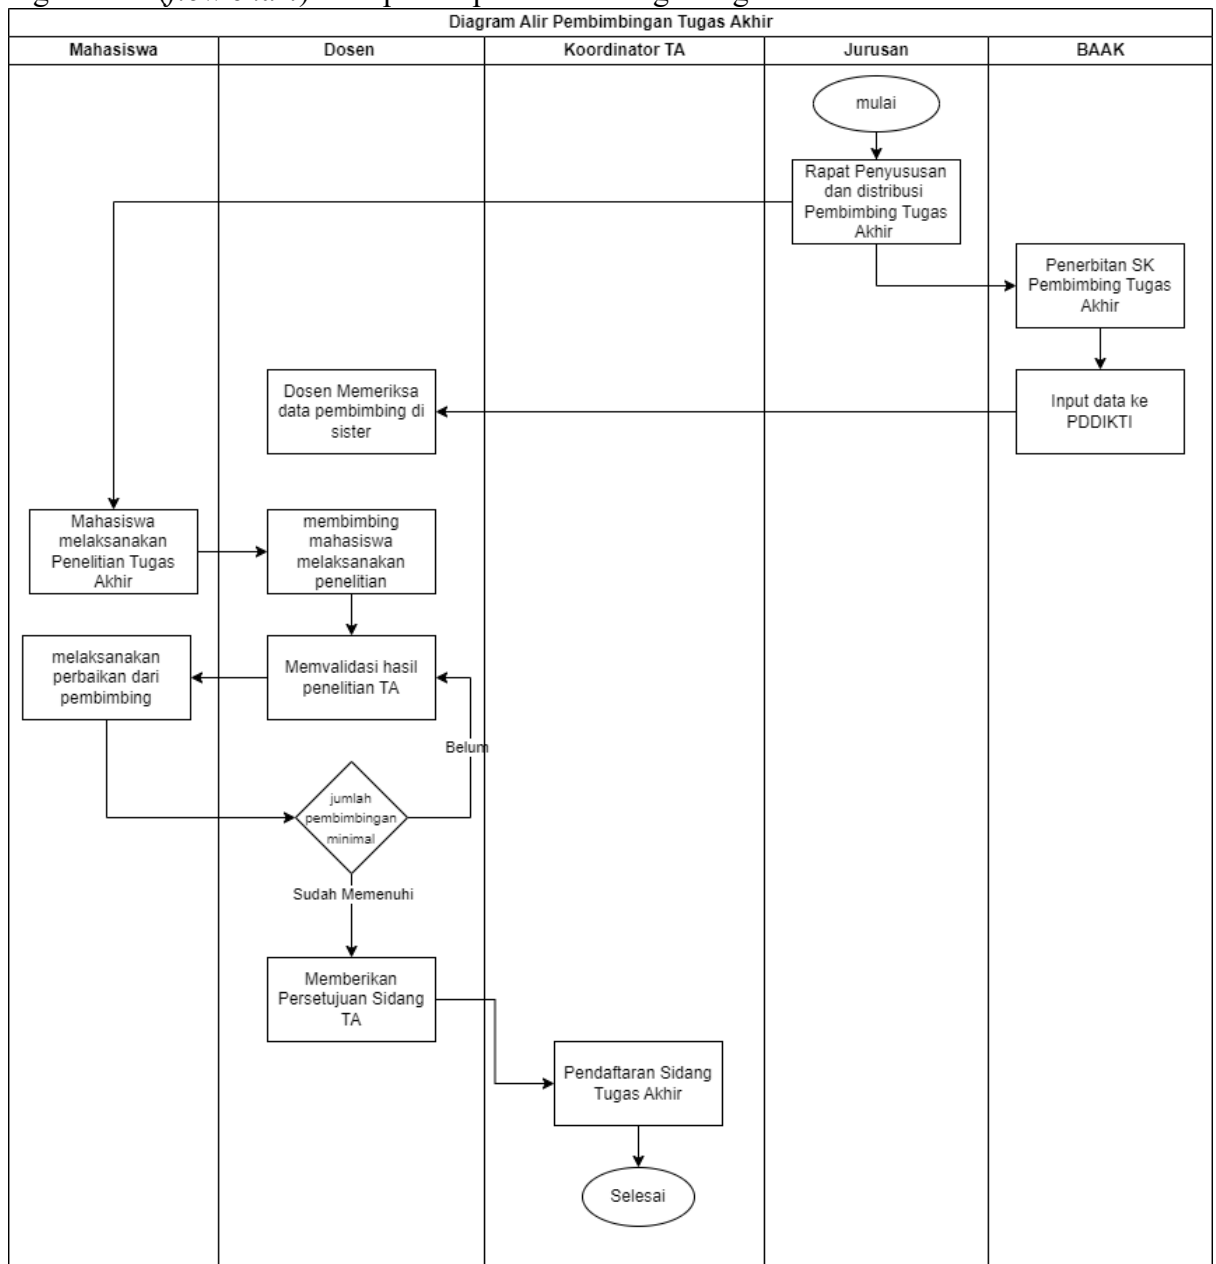 (flowchart)
Diagram Alir Pembimbingan Tugas Akhir
Mahasiswa
Dosen
Koordinator TA
Jurusan
BAAK
mulai
Rapat Penyususan
dan distribusi
Pembimbing Tugas
Akhir
Penerbitan SK
Pembimbing Tugas
Akhir
Dosen Memeriksa
data pembimbing di
sister
Input data ke
PDDIKTI
Mahasiswa
melaksanakan
Penelitian Tugas
Akhir
membimbing
mahasiswa
melaksanakan
penelitian
melaksanakan
perbaikan dari
pembimbing
Memvalidasi hasil
penelitian TA
Belum
jumlah
pembimbingan
minimal
Sudah Memenuhi
Memberikan
Persetujuan Sidang
TA
Pendaftaran Sidang
Tugas Akhir
Selesai